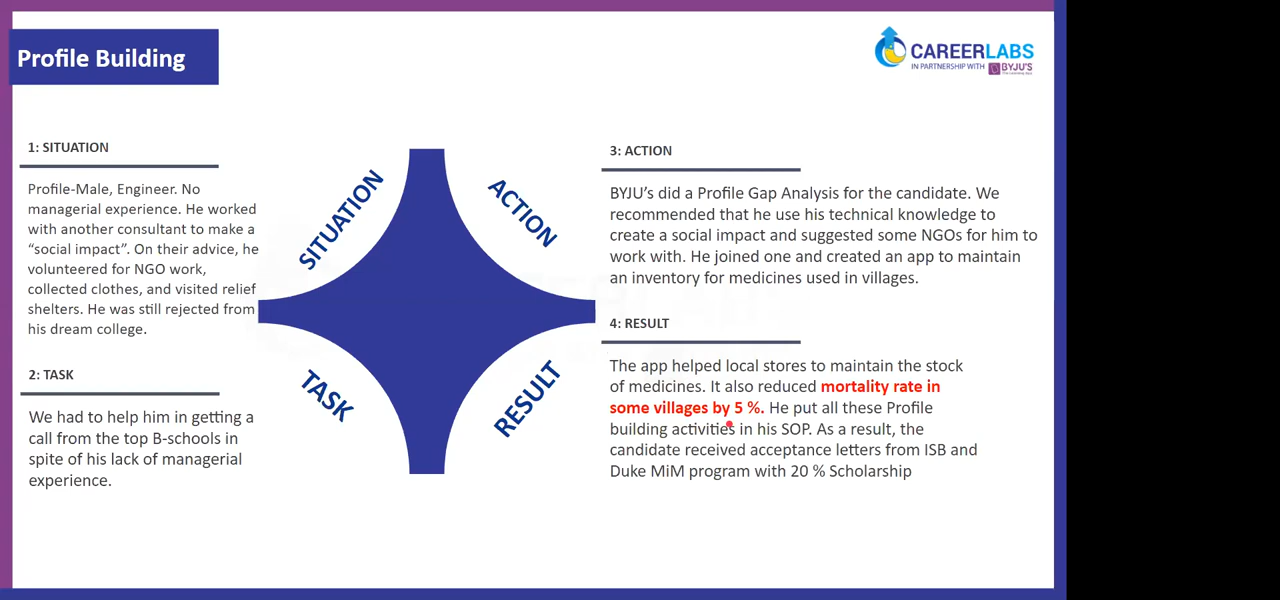 Profile Building
CAREERLABS
IN PARTNERSHIP WITH BYJU'S
1: SITUATION
Profile-Male, Engineer. No
managerial experience. He worked
with another consultant to make a
“social impact”. On their advice, he
volunteered for NGO work,
collected clothes, and visited relief
shelters. He was still rejected from
his dream college.
2: TASK
We had to help him in getting a
call from the top B-schools in
spite of his lack of managerial
experience.
SITUATION
ACTION
TASK
RESULT
3: ACTION
BYJU’s did a Profile Gap Analysis for the candidate. We
recommended that he use his technical knowledge to
create a social impact and suggested some NGOs for him to
work with. He joined one and created an app to maintain
an inventory for medicines used in villages.
4: RESULT
The app helped local stores to maintain the stock
of medicines. It also reduced mortality rate in
some villages by 5 %. He put all these Profile
building activities in his SOP. As a result, the
candidate received acceptance letters from ISB and
Duke MiM program with 20 % Scholarship